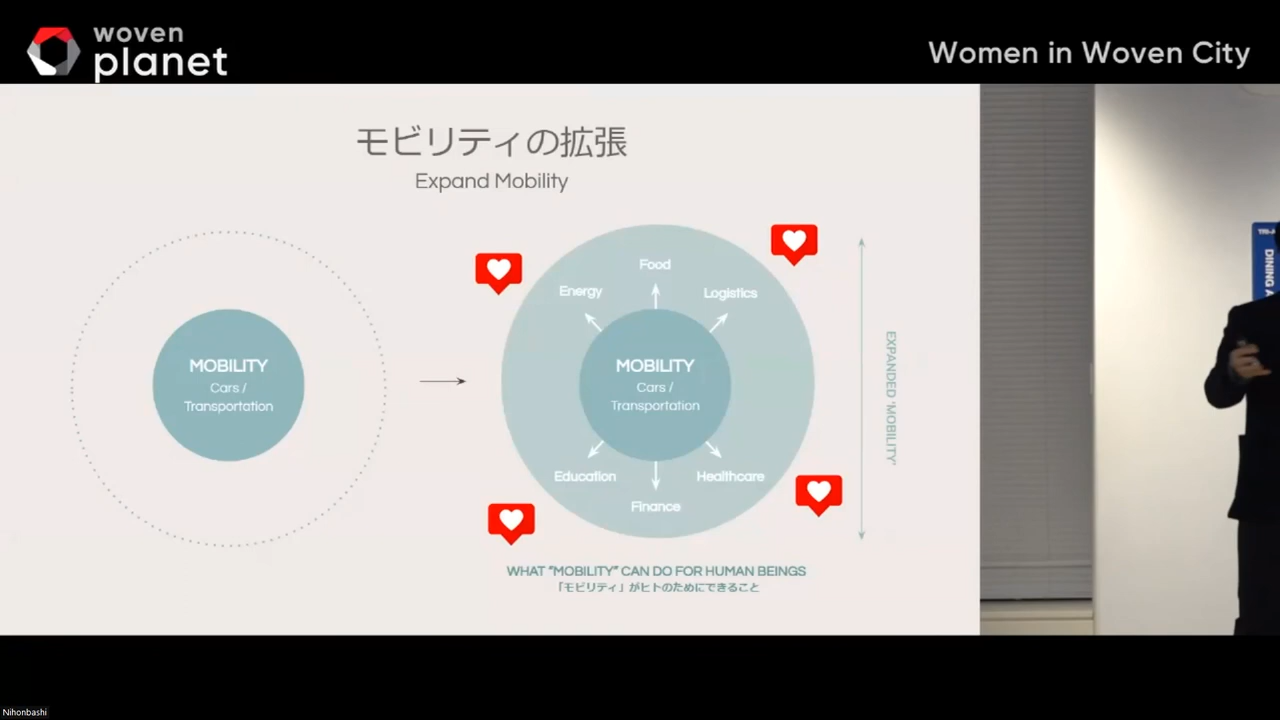 woven
planet
Women in Woven City
モビリティの拡張
Expand Mobility
MOBILITY
Cars /
Transportation
Food
Energy
Logistics
MOBILITY
Cars /
Transportation
Education
Healthcare
Finance
EXPANDED 'MOBILITY'
WHAT "MOBILITY" CAN DO FOR HUMAN BEINGS
「モビリティ」がヒトのためにできること
DINING A
Nihonbashi